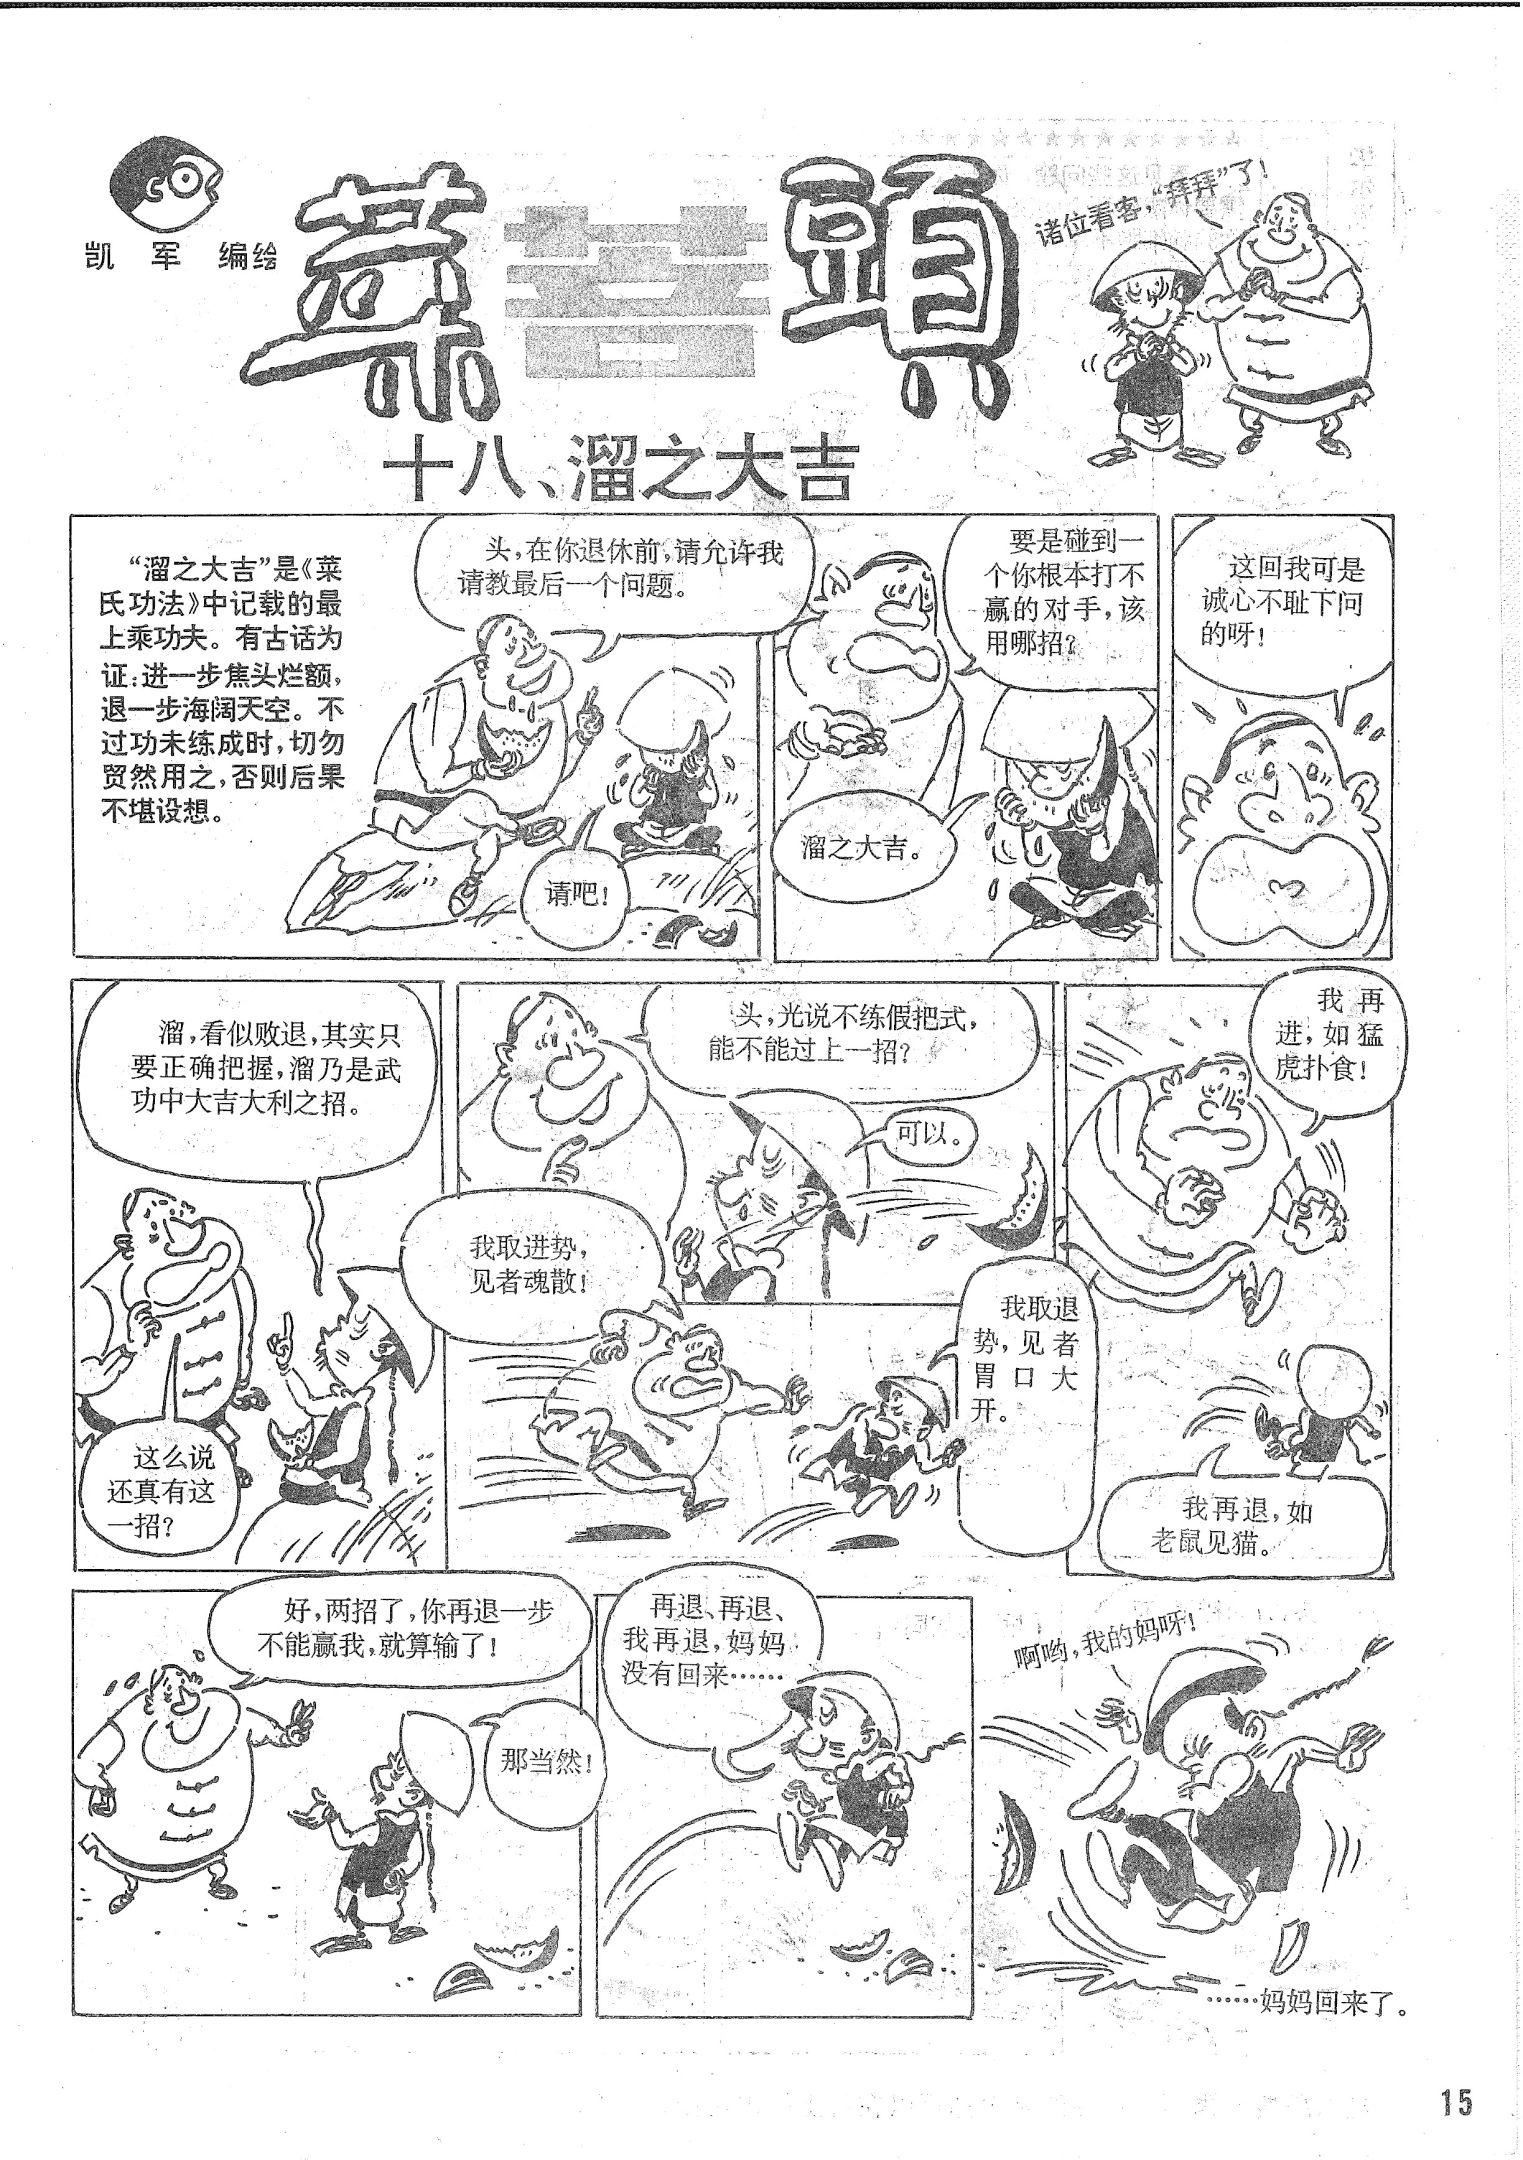 凯军 编绘
菜善頭
诸位看客，“拜拜”了！
十八、溜之大吉
“溜之大吉”是《菜
氏功法》中记载的最
上乘功夫。有古话为
证：进一步焦头烂额，
退一步海阔天空。不
过功未练成时，切勿
贸然用之，否则后果
不堪设想。
头，在你退休前，请允许我
请教最后一个问题。
请吧！
要是碰到一
个你根本打不
赢的对手，该
用哪招？
溜之大吉。
这回我可是
诚心不耻下问
的呀！
溜，看似败退，其实只
要正确把握，溜乃是武
功中大吉大利之招。
这么说
还真有这
一招？
头，光说不练假把式，
能不能过上一招？
可以。
我取进势，
见者魂散！
我取退
势，见者
胃口大
开。
我再
进，如猛
虎扑食！
我再退，如
老鼠见猫。
好，两招了，你再退一步
不能赢我，就算输了！
那当然！
再退、再退、
我再退，妈妈
没有回来……
啊哟，我的妈呀！
……妈妈回来了。
15